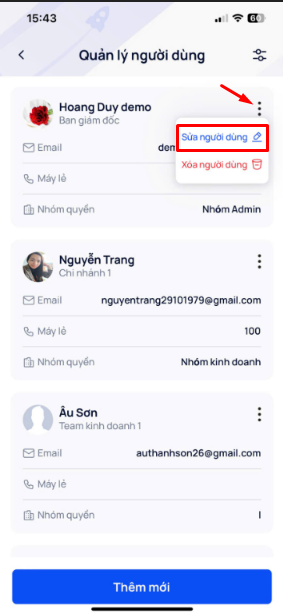 15:43
60
Quản lý người dùng
Hoang Duy demo
Ban giám đốc
Sửa người dùng
Email
dem
Xóa người dùng
Máy lẻ
Nhóm quyền
Nhóm Admin
Nguyễn Trang
Chi nhánh 1
Email
nguyentrang29101979@gmail.com
Máy lẻ
100
Nhóm quyền
Nhóm kinh doanh
Âu Sơn
Team kinh doanh 1
Email
authanhson26@gmail.com
Máy lẻ
Nhóm quyền
I
Thêm mới